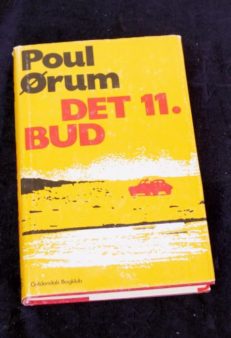 Poul
Ørum
DET 11.
BUD
Gyldendals Bogklub